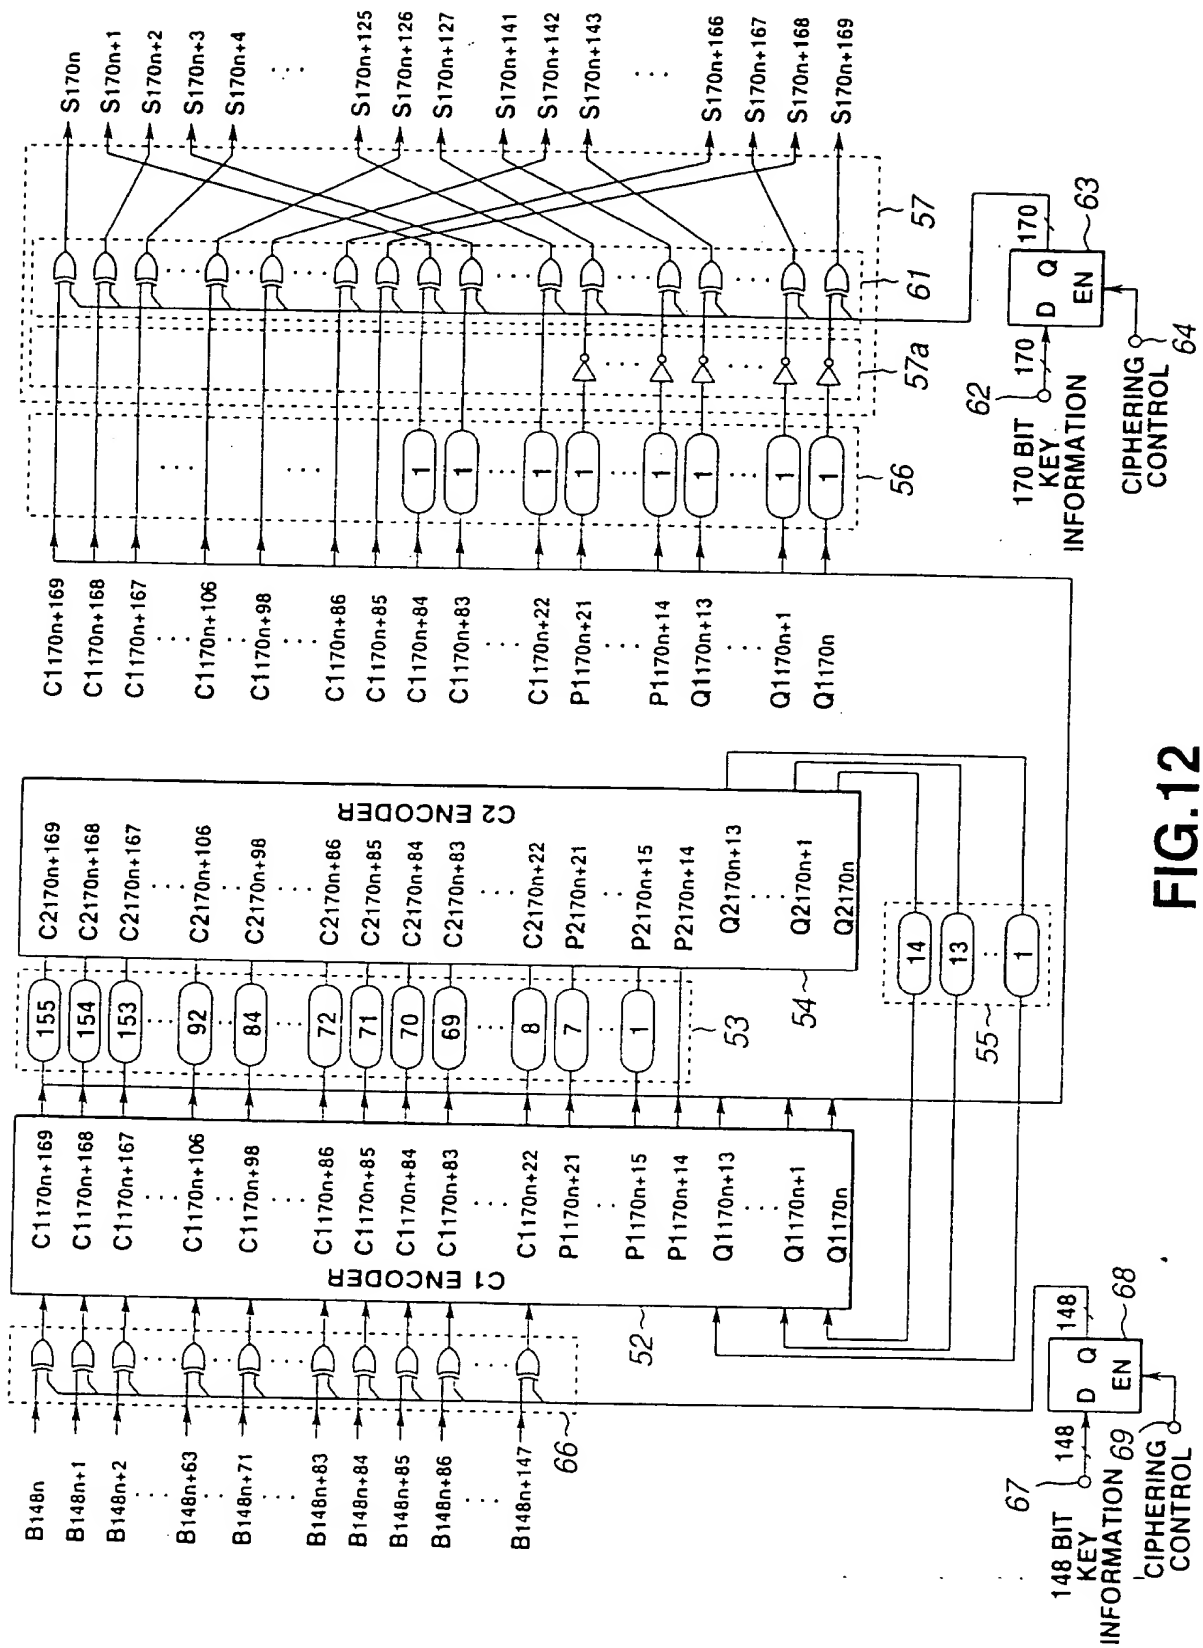 B148n
B148n+1
B148n+2
B148n+63
B148n+71
B148n+83
B148n+84
B148n+85
B148n+86
B148n+147
66
67
148 BIT
KEY
INFORMATION
148
D Q
EN
148
68
69
CIPHERING
CONTROL
C1 ENCODER
52
C1170n+169
C1170n+168
C1170n+167
C1170n+106
C1170n+98
C1170n+86
C1170n+85
C1170n+84
C1170n+83
C1170n+22
P1170n+21
P1170n+15
P1170n+14
Q1170n+13
Q1170n+1
Q1170n
155
154
153
92
84
72
71
70
69
8
7
1
53
C2170n+169
C2170n+168
C2170n+167
C2170n+106
C2170n+98
C2170n+86
C2170n+85
C2170n+84
C2170n+83
C2170n+22
P2170n+21
P2170n+15
P2170n+14
Q2170n+13
Q2170n+1
Q2170n
C2 ENCODER
54
14
13
1
55
C1170n+169
C1170n+168
C1170n+167
C1170n+106
C1170n+98
C1170n+86
C1170n+85
C1170n+84
C1170n+83
C1170n+22
P1170n+21
P1170n+14
Q1170n+13
Q1170n+1
Q1170n
1
1
1
1
1
1
1
1
56
57a
61
57
62
170 BIT
KEY
INFORMATION
170
D Q
EN
170
63
64
CIPHERING
CONTROL
S170n
S170n+1
S170n+2
S170n+3
S170n+4
S170n+125
S170n+126
S170n+127
S170n+141
S170n+142
S170n+143
S170n+166
S170n+167
S170n+168
S170n+169
FIG.12